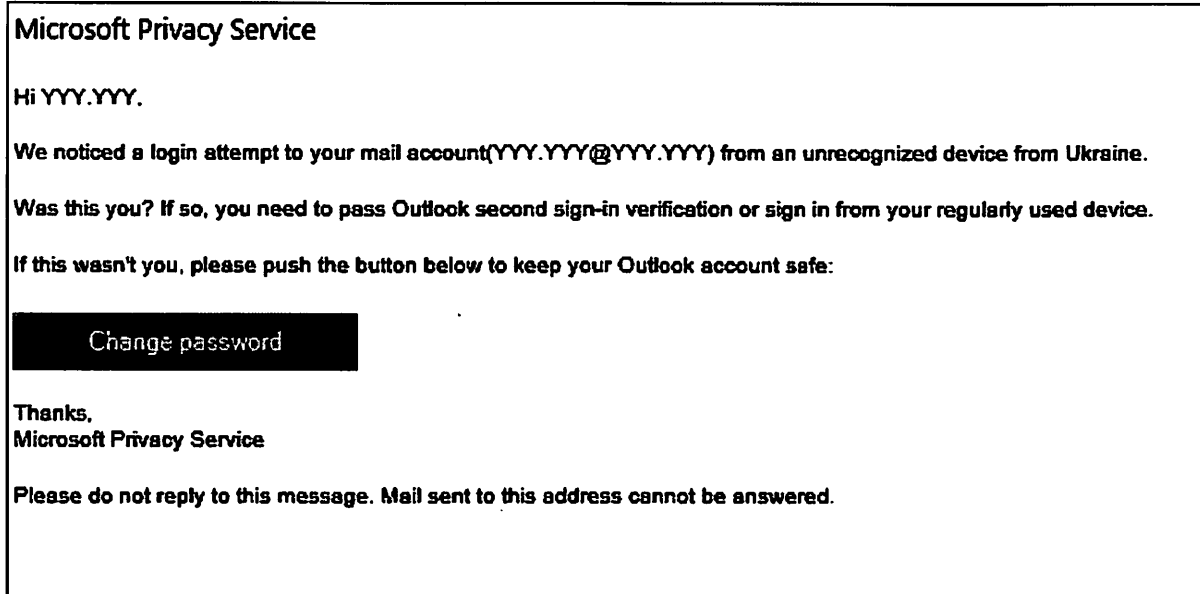 Microsoft Privacy Service
Hi YYY.YYY.
We noticed a login attempt to your mail account(YYY.YYY@YYY.YYY) from an unrecognized device from Ukraine.
Was this you? If so, you need to pass Outlook second sign-in verification or sign in from your regularly used device.
If this wasn't you, please push the button below to keep your Outlook account safe:
Change password
Thanks,
Microsoft Privacy Service
Please do not reply to this message. Mail sent to this address cannot be answered.